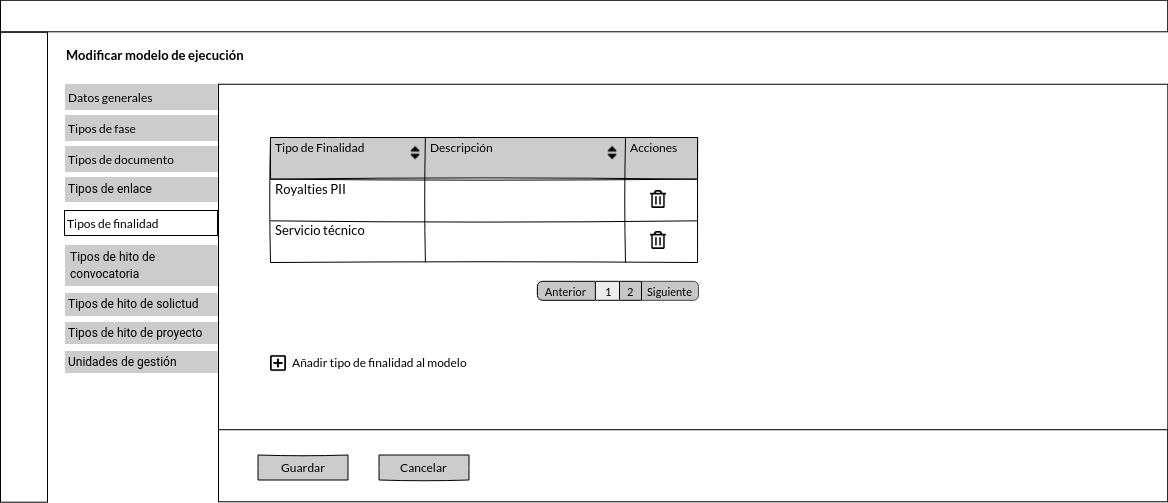 Modificar modelo de ejecución
Datos generales
Tipos de fase
Tipos de documento
Tipos de enlace
Tipos de finalidad
Tipos de hito de
convocatoria
Tipos de hito de solictud
Tipos de hito de proyecto
Unidades de gestión
Tipo de Finalidad Descripción Acciones
Royalties PII
Servicio técnico
Anterior 1 2 Siguiente
Añadir tipo de finalidad al modelo
Guardar Cancelar